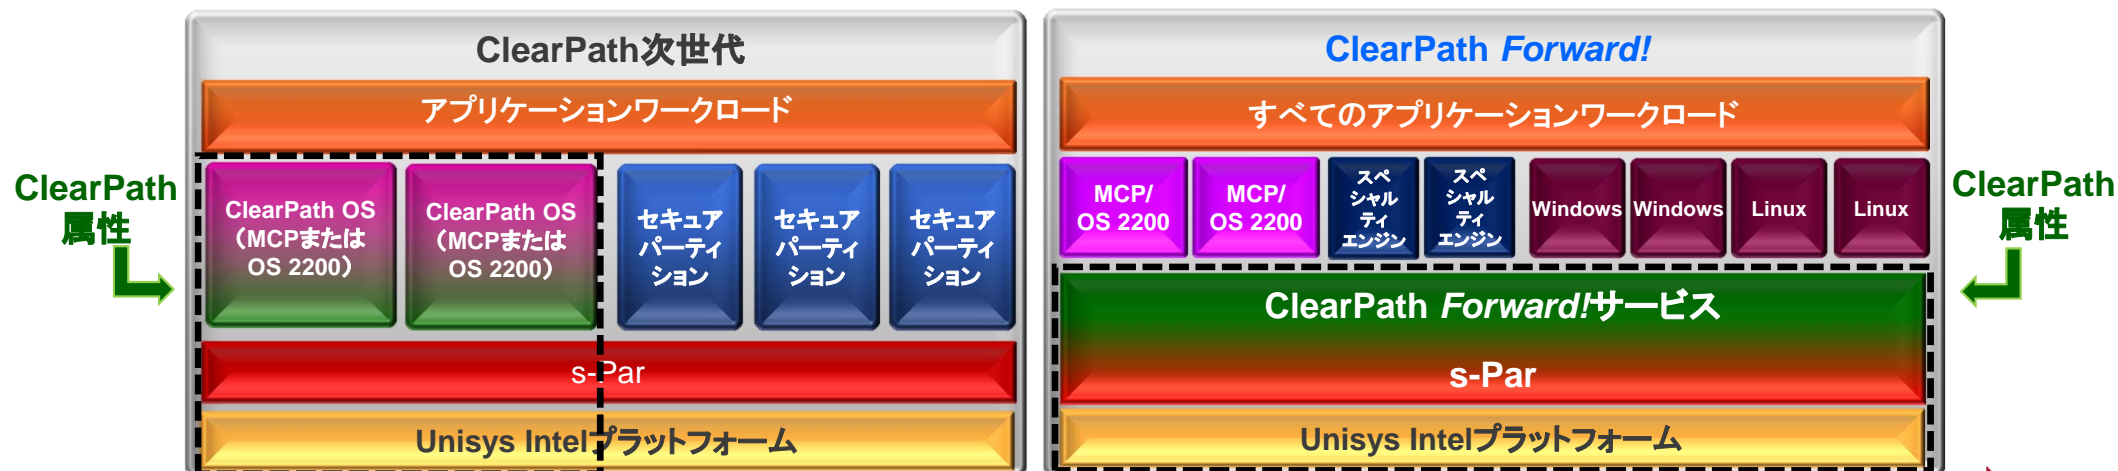 ClearPath次世代
アプリケーションワークロード
ClearPath
属性
ClearPath OS
（MCPまたは
OS 2200）
ClearPath OS
（MCPまたは
OS 2200）
セキュア
パーティ
ション
セキュア
パーティ
ション
セキュア
パーティ
ション
s-Par
Unisys Intelプラットフォーム
ClearPath Forward!
すべてのアプリケーションワークロード
MCP/
OS 2200
MCP/
OS 2200
スペ
シャル
ティ
エンジン
スペ
シャル
ティ
エンジン
Windows
Windows
Linux
Linux
ClearPath
属性
ClearPath Forward!サービス
s-Par
Unisys Intelプラットフォーム